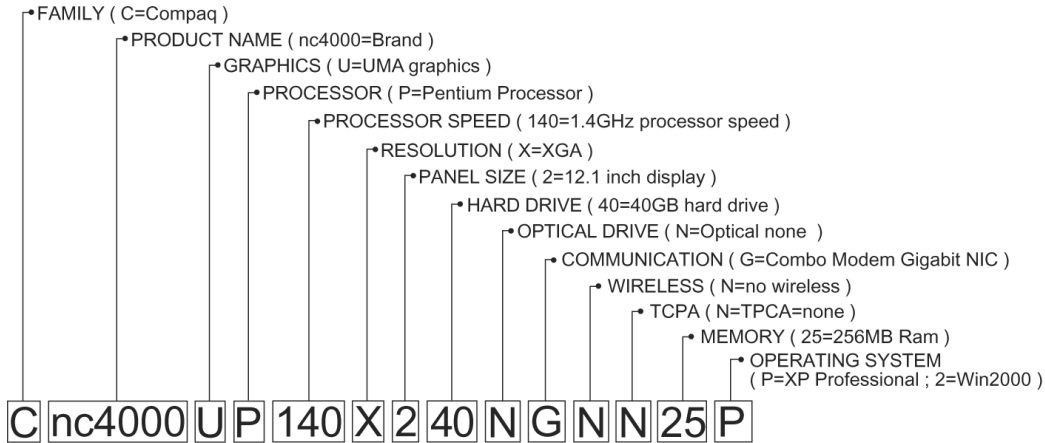 FAMILY ( C=Compaq )
PRODUCT NAME ( nc4000=Brand )
GRAPHICS ( U=UMA graphics )
PROCESSOR ( P=Pentium Processor )
PROCESSOR SPEED ( 140=1.4GHz processor speed )
RESOLUTION ( X=XGA )
PANEL SIZE ( 2=12.1 inch display )
HARD DRIVE ( 40=40GB hard drive )
OPTICAL DRIVE ( N=Optical none )
COMMUNICATION ( G=Combo Modem Gigabit NIC )
WIRELESS ( N=no wireless )
TCPA ( N=TPCA=none )
MEMORY ( 25=256MB Ram )
OPERATING SYSTEM
( P=XP Professional ; 2=Win2000 )
C nc4000 U P 140 X 2 40 N G N N 25 P